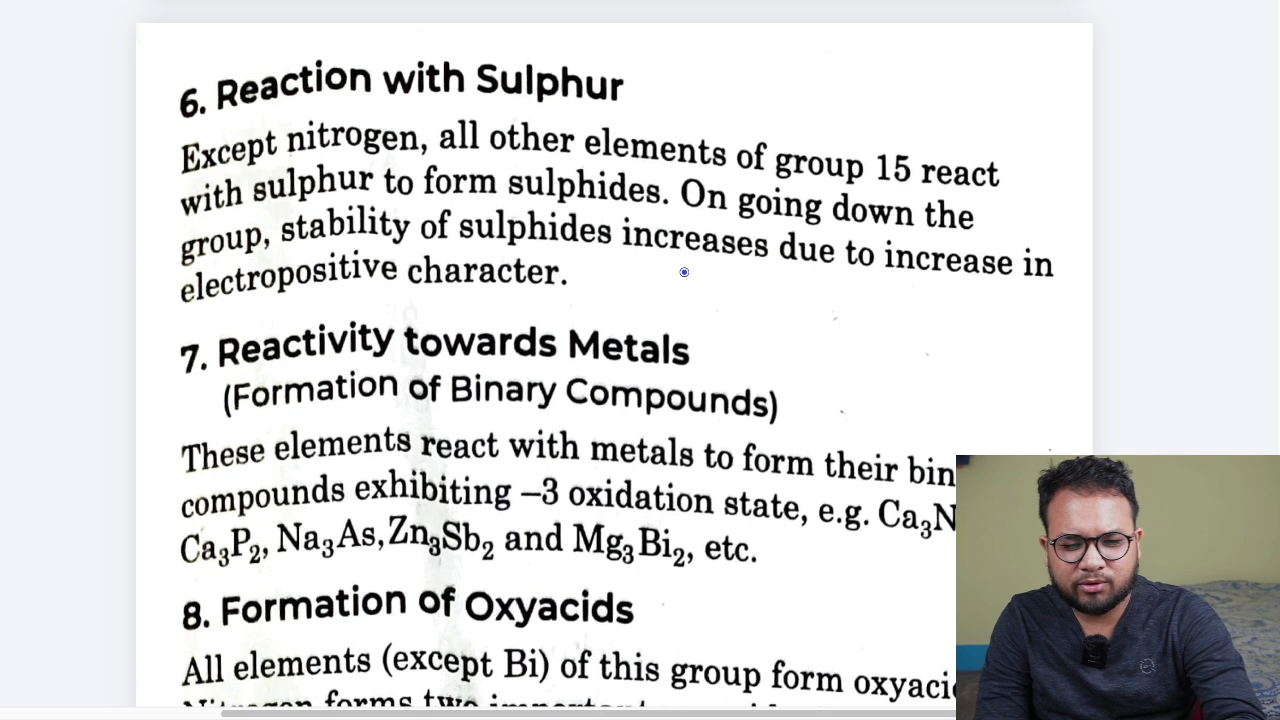 6. Reaction with Sulphur
Except nitrogen, all other elements of group 15 react
with sulphur to form sulphides. On going down the
group, stability of sulphides increases due to increase in
electropositive character.
7. Reactivity towards Metals
(Formation of Binary Compounds)
These elements react with metals to form their
compounds exhibiting –3 oxidation state, e.g.
Ca₃P₂, Na₃As, Zn₃Sb₂ and Mg₃Bi₂, etc.
8. Formation of Oxyacids
All elements (except Bi) of this group form
forms two